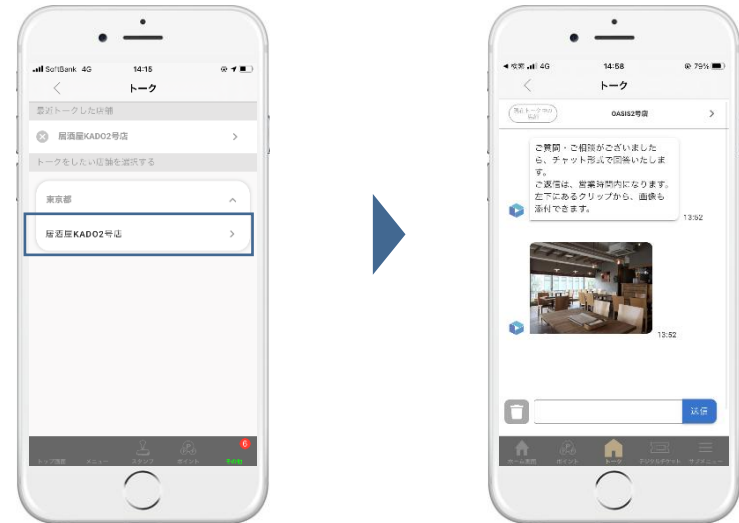 SoftBank 4G 14:15
トーク
最近トークした店舗
居酒屋KADO2号店
トークをしたい店舗を選択する
東京都
居酒屋KADO2号店
6
トップ画面 メニュー スタンプ ポイント 予約
検索 4G 14:58 79%
トーク
OASIS2号店
ご質問・ご相談がございました
ら、チャット形式で回答いたしま
す。
ご返信は、営業時間内になります。
左下にあるクリップから、画像も
添付できます。
13:52
13:52
送信
ホーム画面 ポイント トーク デジタルチケット サブメニュー